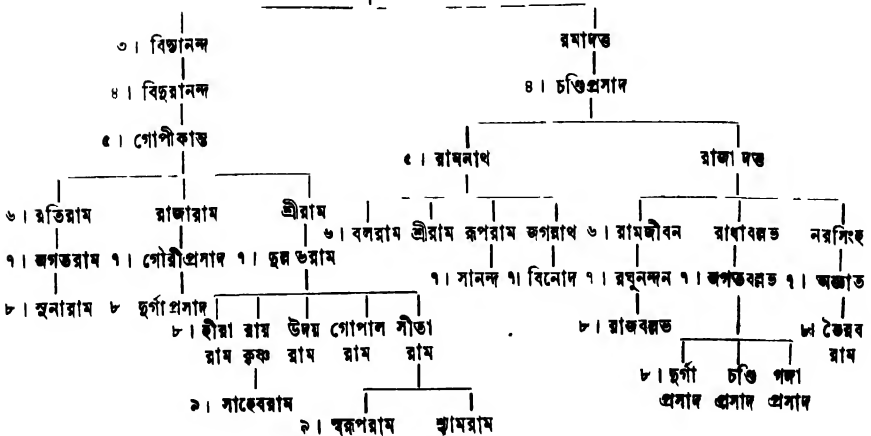 ৩। বিদ্যানন্দ রমাদত্ত
৪। বিদুরানন্দ ৪। চণ্ডিপ্রসাদ
৫। গোপীকান্ত
৫। রামনাথ রাজা দত্ত
৬। রতিরাম রাজারাম শ্রীরাম
৬। বলরাম শ্রীরাম রূপরাম জগন্নাথ ৬। রামজীবন রাধাবল্লভ নরসিংহ
৭। জগতরাম ৭। গৌরীপ্রসাদ ৭। দুল্লভরাম
৭। সানন্দ ৭। বিনোদ ৭। রঘুনন্দন ৭। জগতবল্লভ ৭। অজ্ঞাত
৮। সুনারাম ৮ দুর্গাপ্রসাদ
৮। হীরা রায় উদয় গোপাল সীতা ৮। রাজবল্লভ ৮। ভৈরব
রাম কৃষ্ণ রাম রাম রাম রাম
৮। দুর্গা চণ্ডি গঙ্গা
প্রসাদ প্রসাদ প্রসাদ
৯। সাহেবরাম
৯। স্বরূপরাম শ্যামরাম